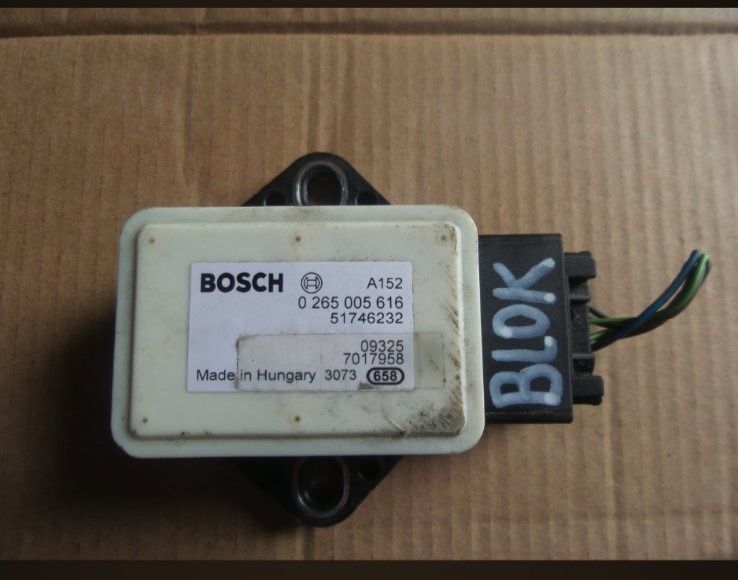 BOSCH A152
0 265 005 616
51746232
09325
7017958
Made in Hungary 3073 658
BLOK